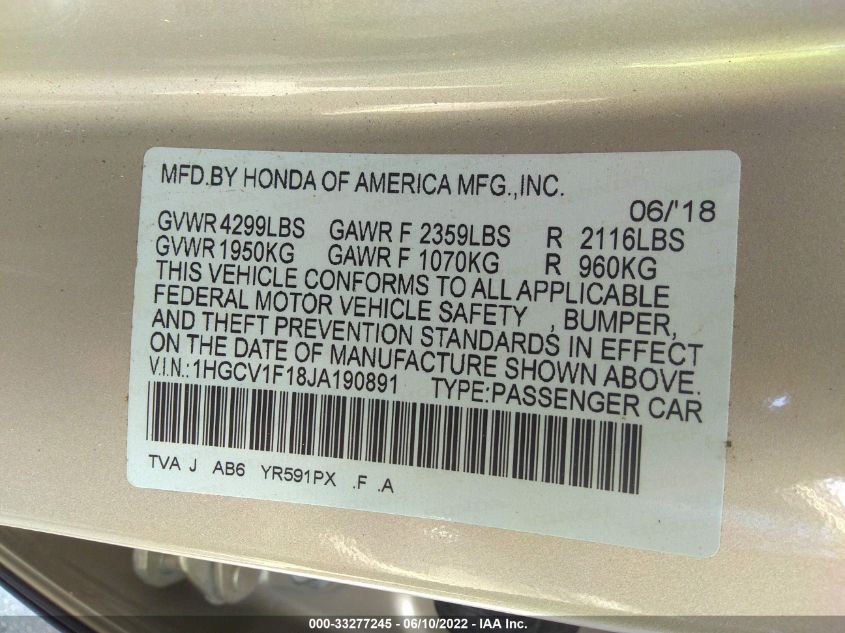 MFD.BY HONDA OF AMERICA MFG.,INC.
06/'18
GVWR 4299LBS GAWR F 2359LBS R 2116LBS
GVWR 1950KG GAWR F 1070KG R 960KG
THIS VEHICLE CONFORMS TO ALL APPLICABLE
FEDERAL MOTOR VEHICLE SAFETY , BUMPER,
AND THEFT PREVENTION STANDARDS IN EFFECT
ON THE DATE OF MANUFACTURE SHOWN ABOVE.
V.I.N.:1HGCV1F18JA190891 TYPE:PASSENGER CAR
TVA J AB6 YR591PX .F .A
000-33277245 - 06/10/2022 - IAA Inc.